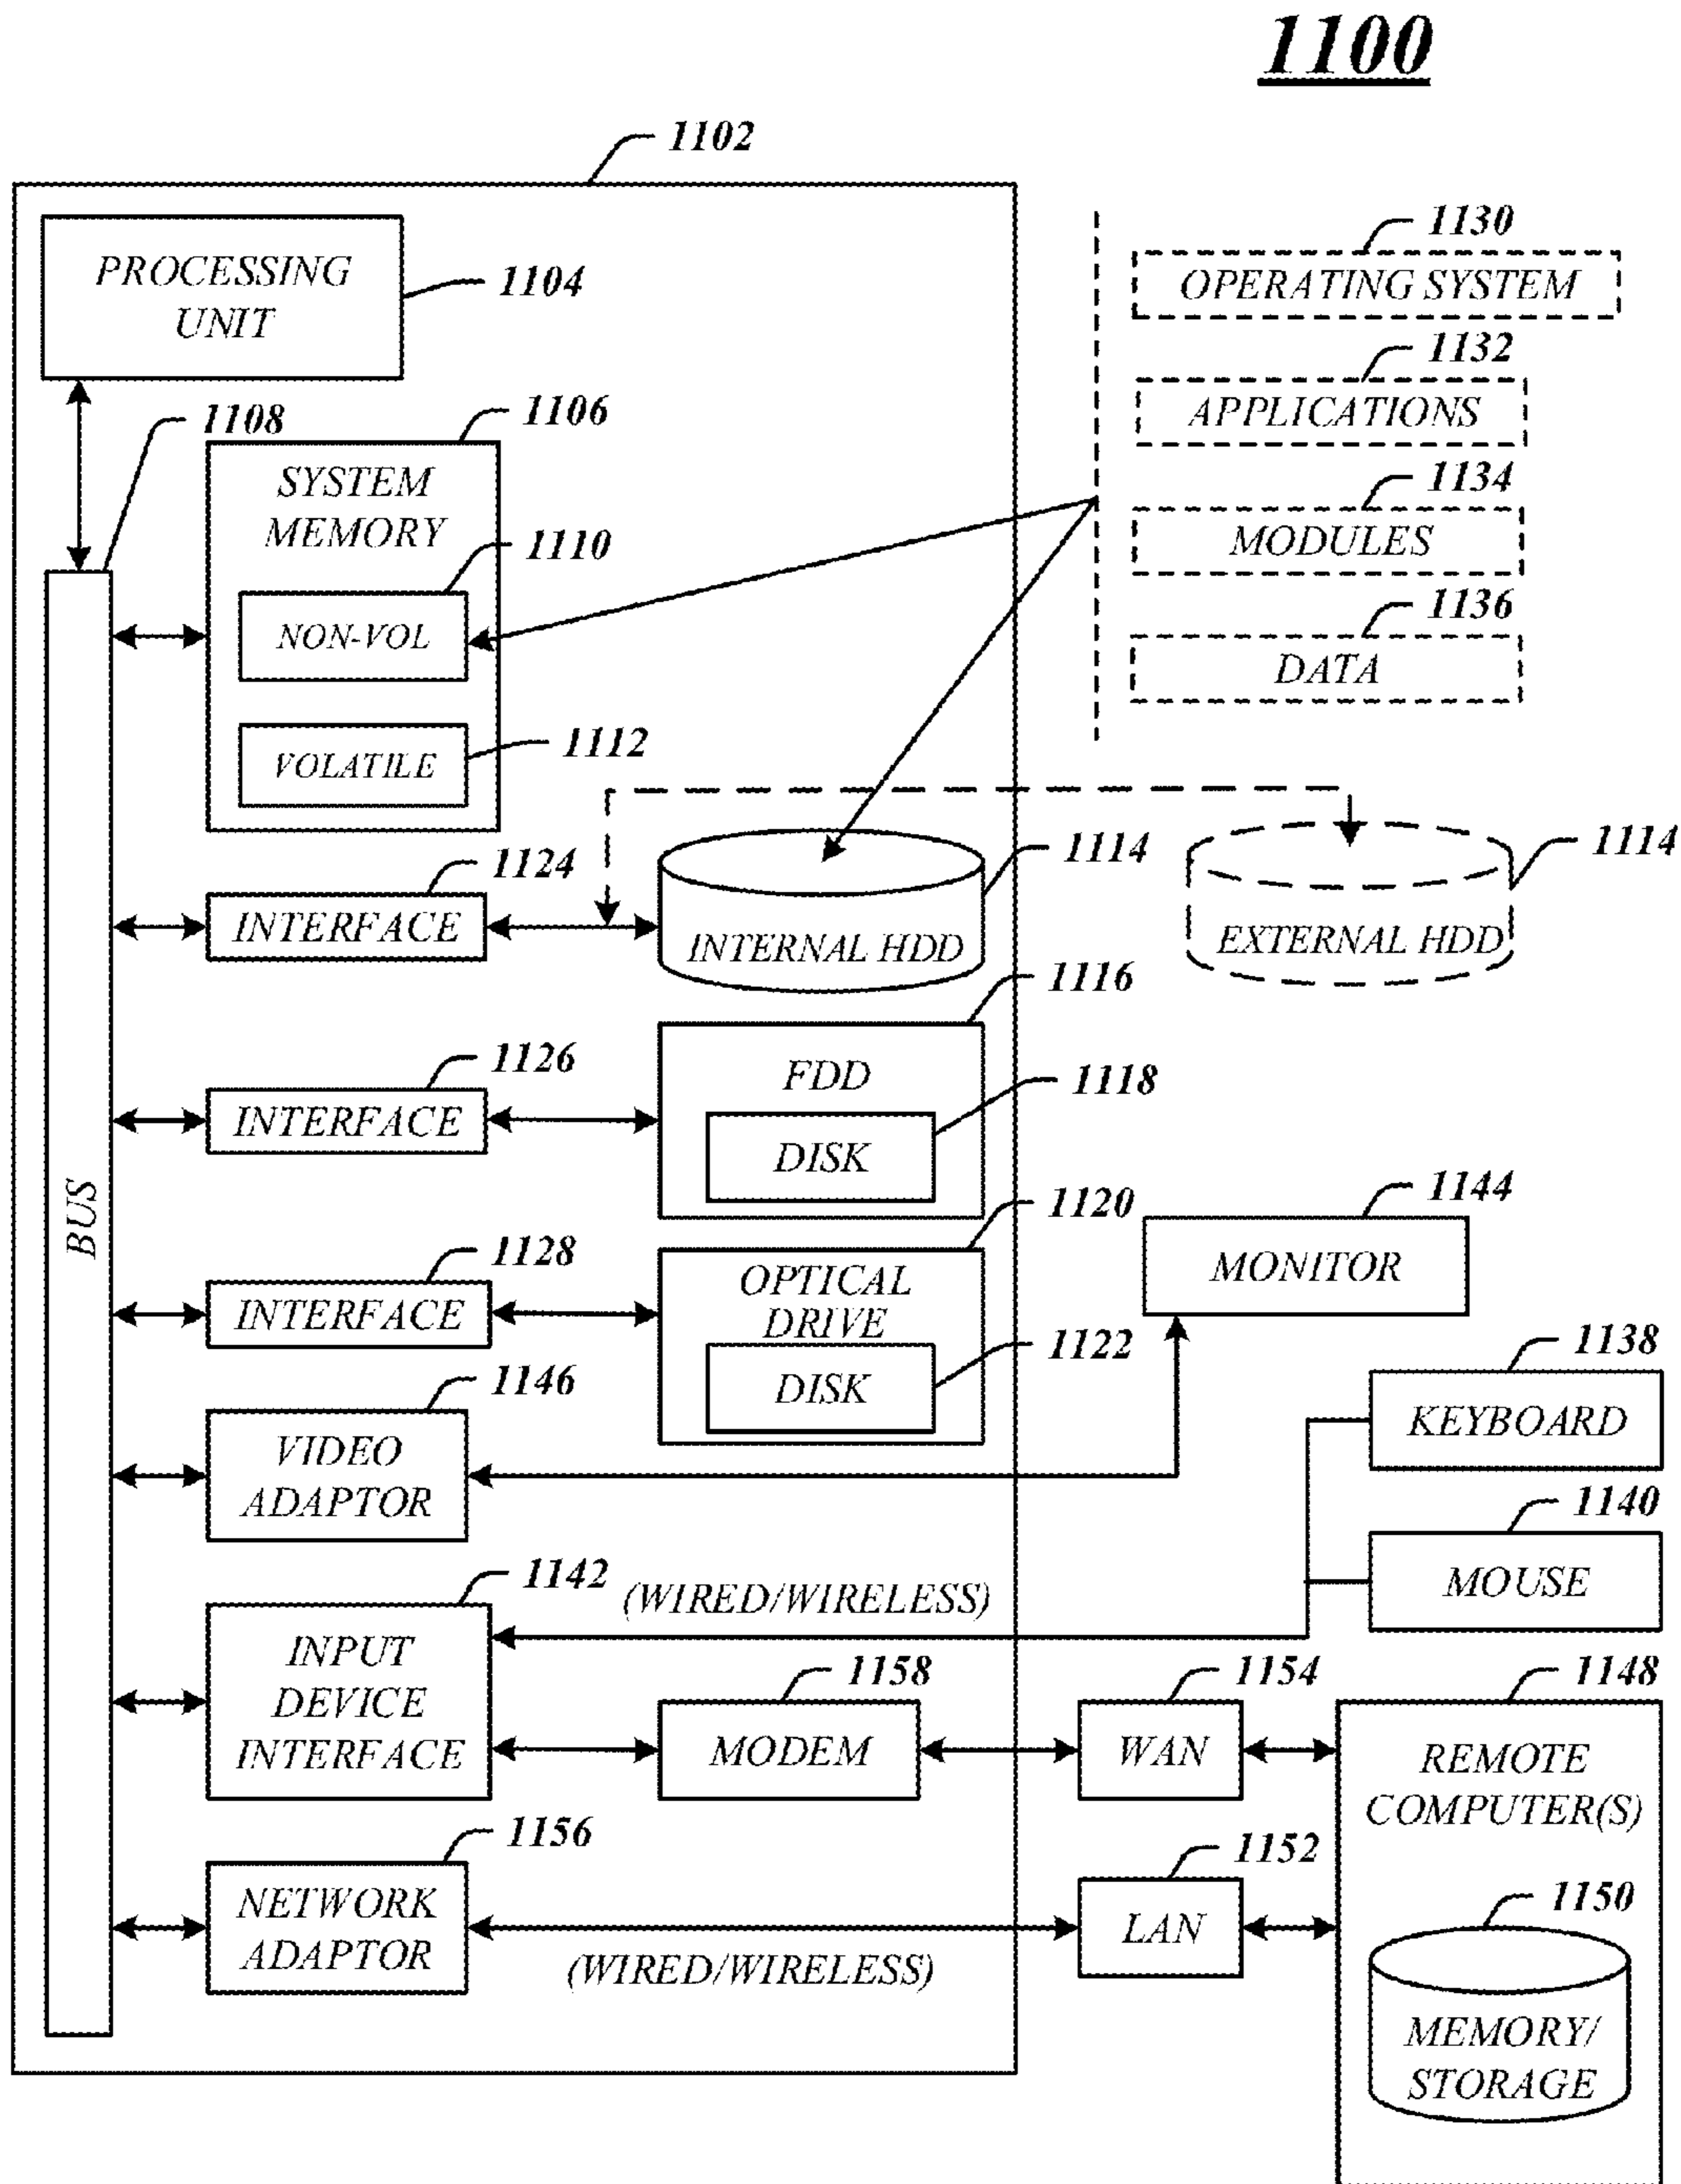 1100
1102
PROCESSING
UNIT
1104
1108
1106
SYSTEM
MEMORY
1110
NON-VOL
1112
VOLATILE
1130
OPERATING SYSTEM
1132
APPLICATIONS
1134
MODULES
1136
DATA
BUS
1124
INTERFACE
1114
INTERNAL HDD
1114
EXTERNAL HDD
1126
INTERFACE
1116
FDD
1118
DISK
1128
INTERFACE
1120
OPTICAL
DRIVE
1122
DISK
1144
MONITOR
1146
VIDEO
ADAPTOR
1138
KEYBOARD
1140
MOUSE
1142
INPUT
DEVICE
INTERFACE
(WIRED/WIRELESS)
1158
MODEM
1154
WAN
1148
REMOTE
COMPUTER(S)
1156
NETWORK
ADAPTOR
(WIRED/WIRELESS)
1152
LAN
1150
MEMORY/
STORAGE